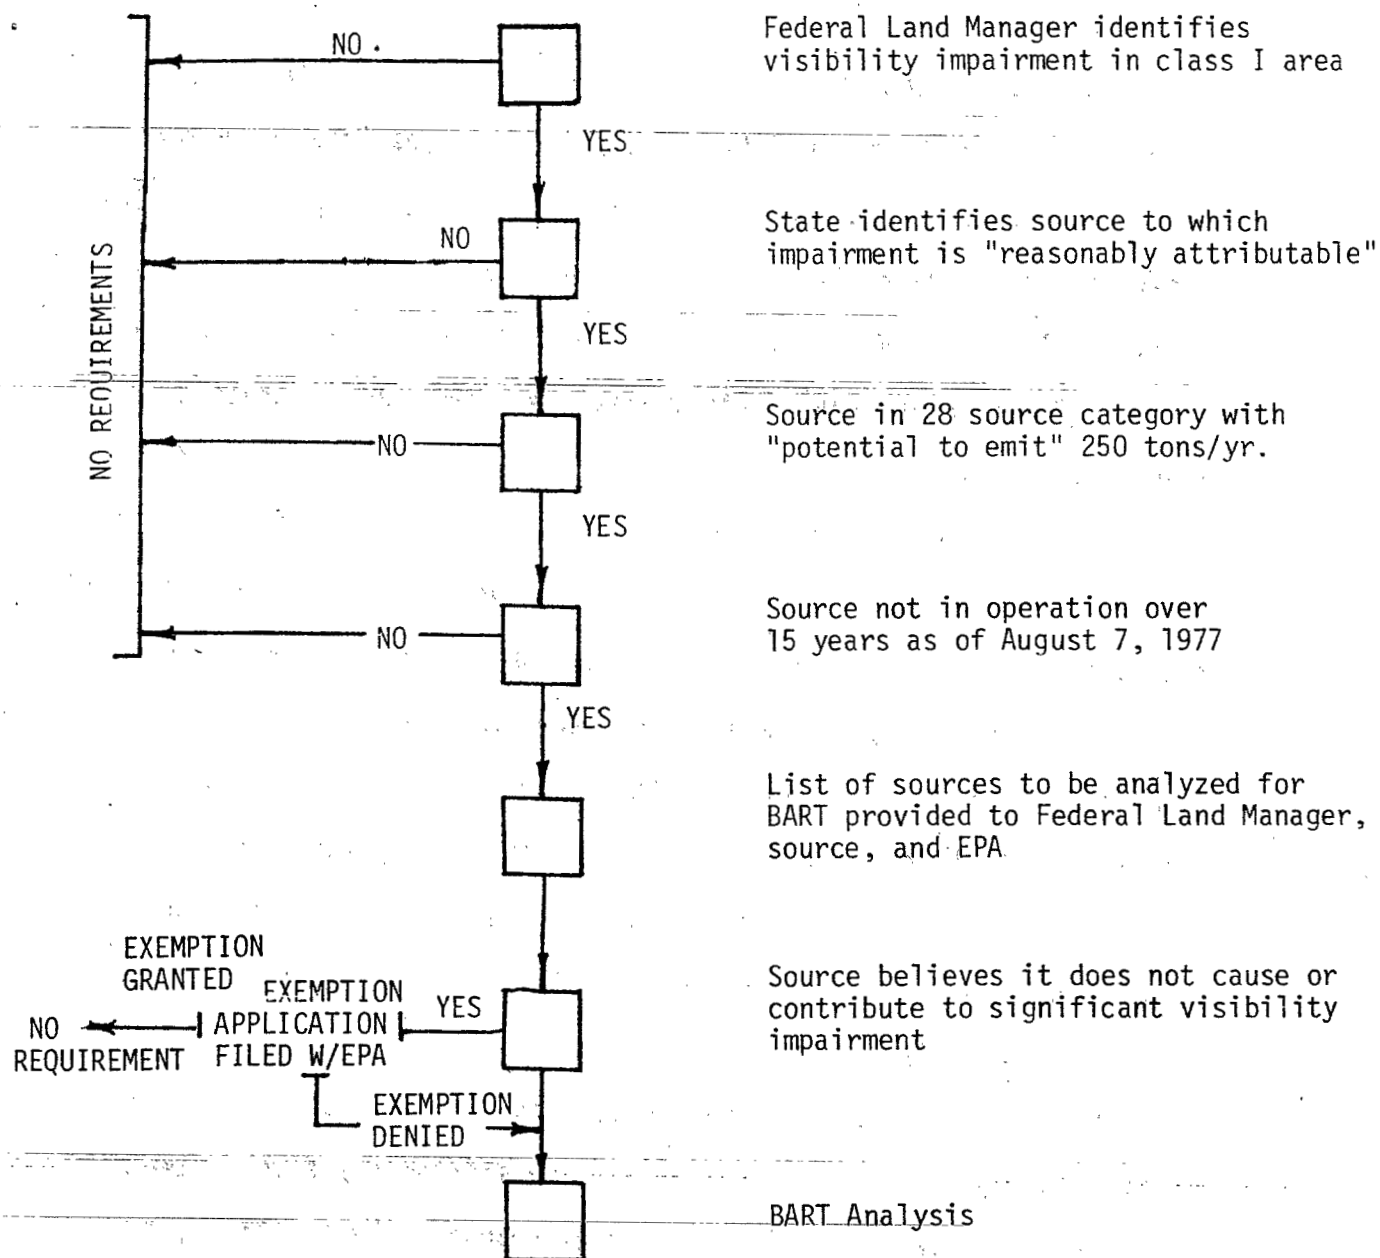 Federal Land Manager identifies
visibility impairment in class I area
NO
YES
State identifies source to which
impairment is "reasonably attributable"
NO
YES
NO REQUIREMENTS
Source in 28 source category with
"potential to emit" 250 tons/yr.
NO
YES
Source not in operation over
15 years as of August 7, 1977
NO
YES
List of sources to be analyzed for
BART provided to Federal Land Manager,
source, and EPA
Source believes it does not cause or
contribute to significant visibility
impairment
YES
EXEMPTION
APPLICATION
FILED W/EPA
EXEMPTION
GRANTED
NO
REQUIREMENT
EXEMPTION
DENIED
BART Analysis